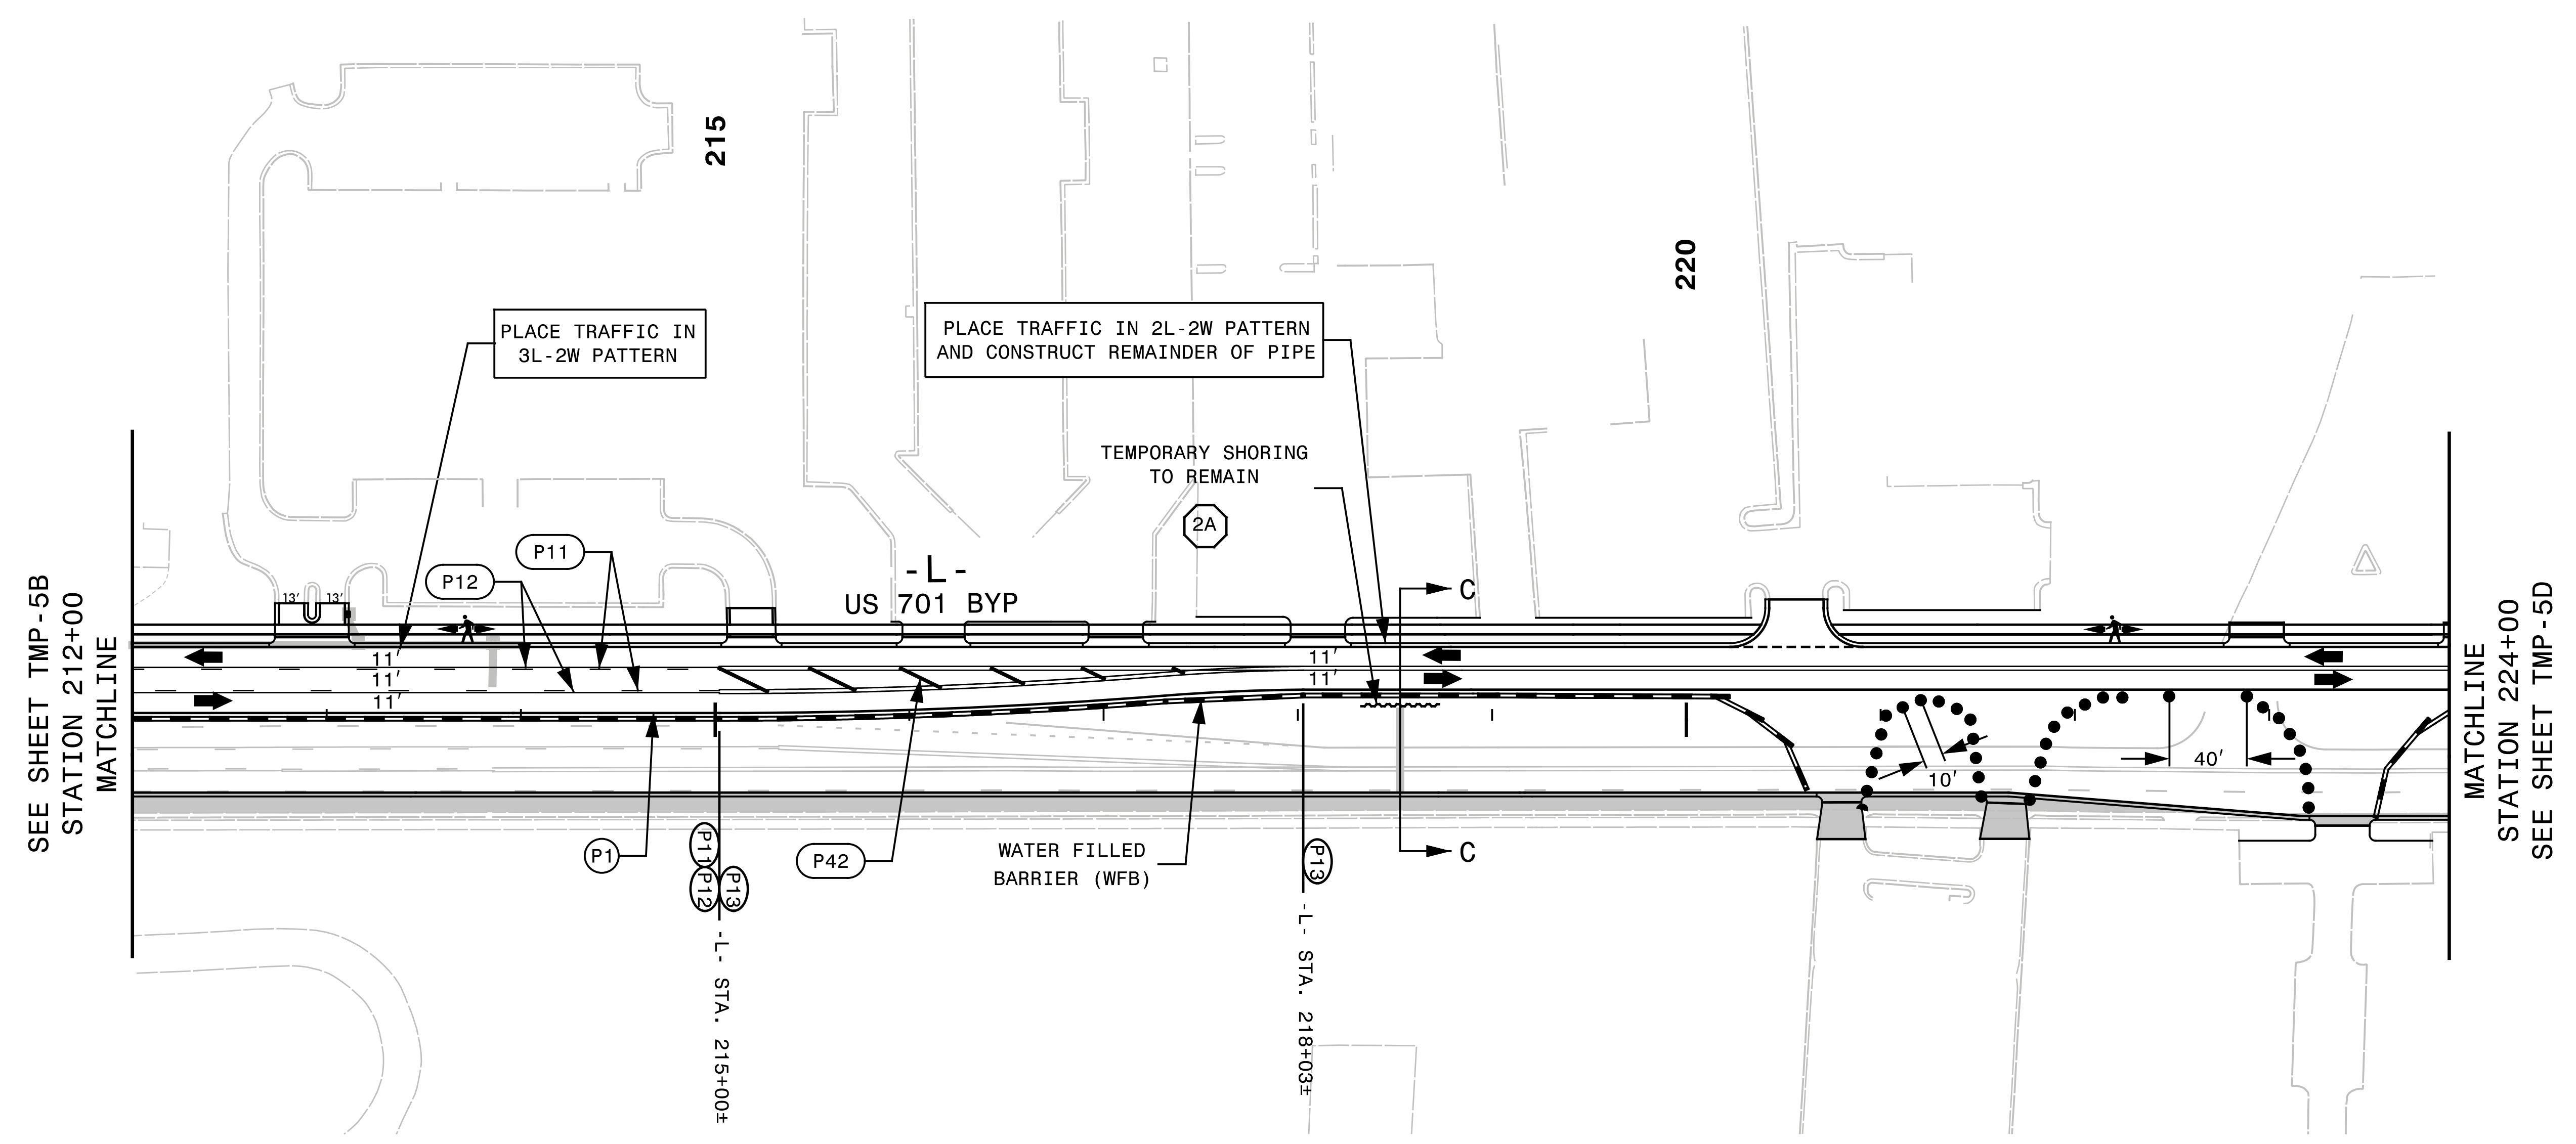 215
220
PLACE TRAFFIC IN
3L-2W PATTERN
PLACE TRAFFIC IN 2L-2W PATTERN
AND CONSTRUCT REMAINDER OF PIPE
TEMPORARY SHORING
TO REMAIN
2A
P11
P12
-L-
US 701 BYP
C
13'
13'
11'
11'
11'
11'
11'
SEE SHEET TMP-5B
STATION 212+00
MATCHLINE
MATCHLINE
STATION 224+00
SEE SHEET TMP-5D
40'
10'
P1
P11
P12
P13
P42
WATER FILLED
BARRIER (WFB)
P13
C
-L- STA. 215+00±
-L- STA. 218+03±